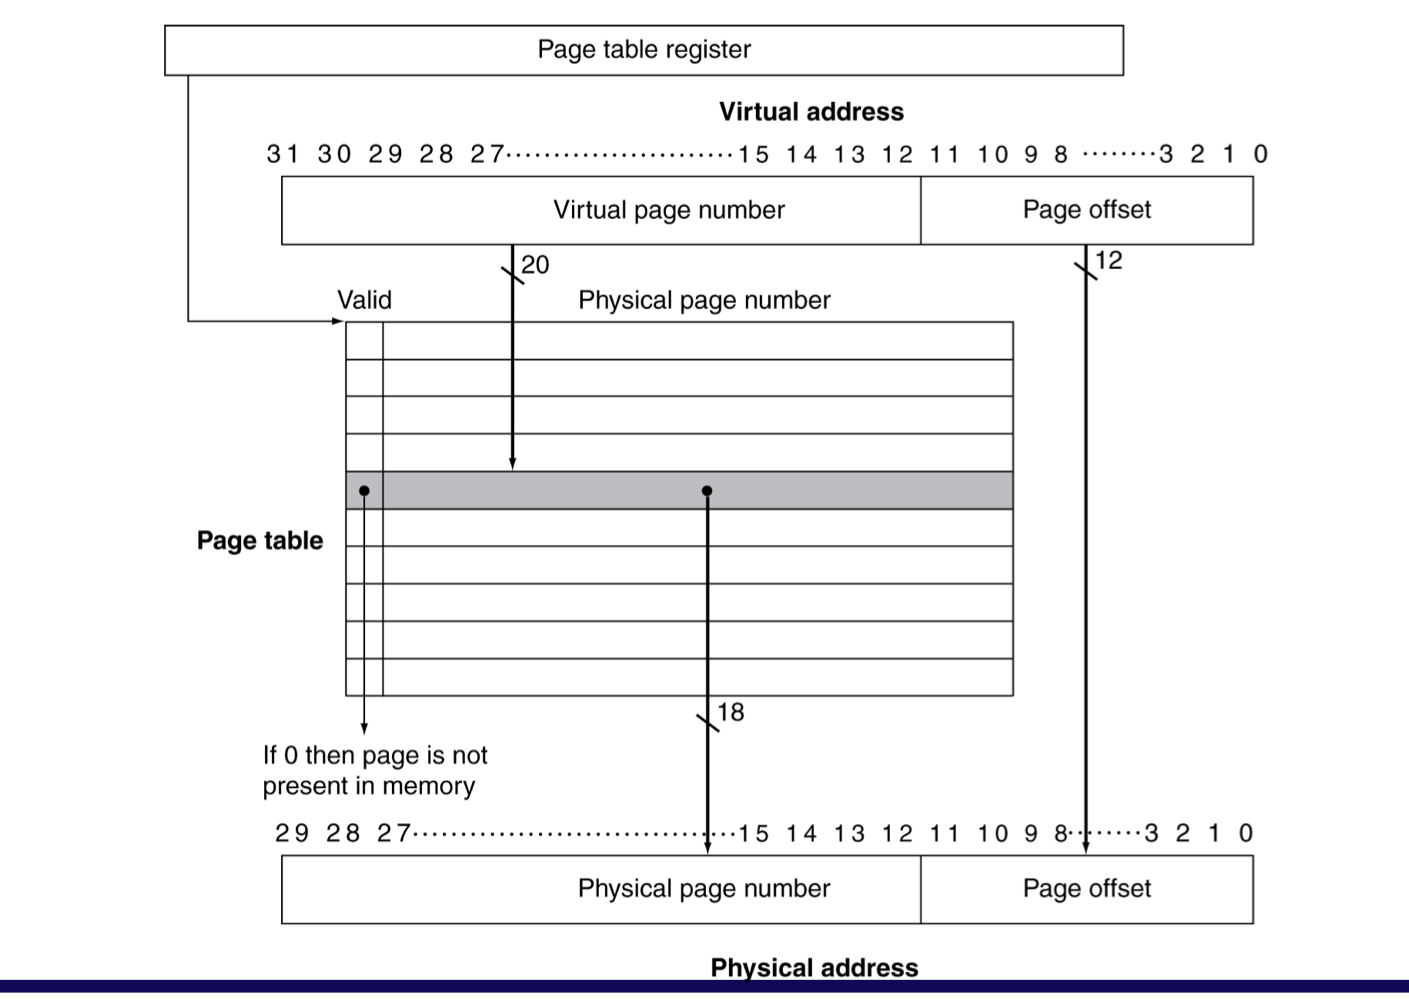 Page table register
Virtual address
31 30 29 28 27........................15 14 13 12 11 10 9 8 ........3 2 1 0
Virtual page number Page offset
20 12
Valid Physical page number
Page table
18
If 0 then page is not
present in memory
29 28 27..................................15 14 13 12 11 10 9 8........3 2 1 0
Physical page number Page offset
Physical address